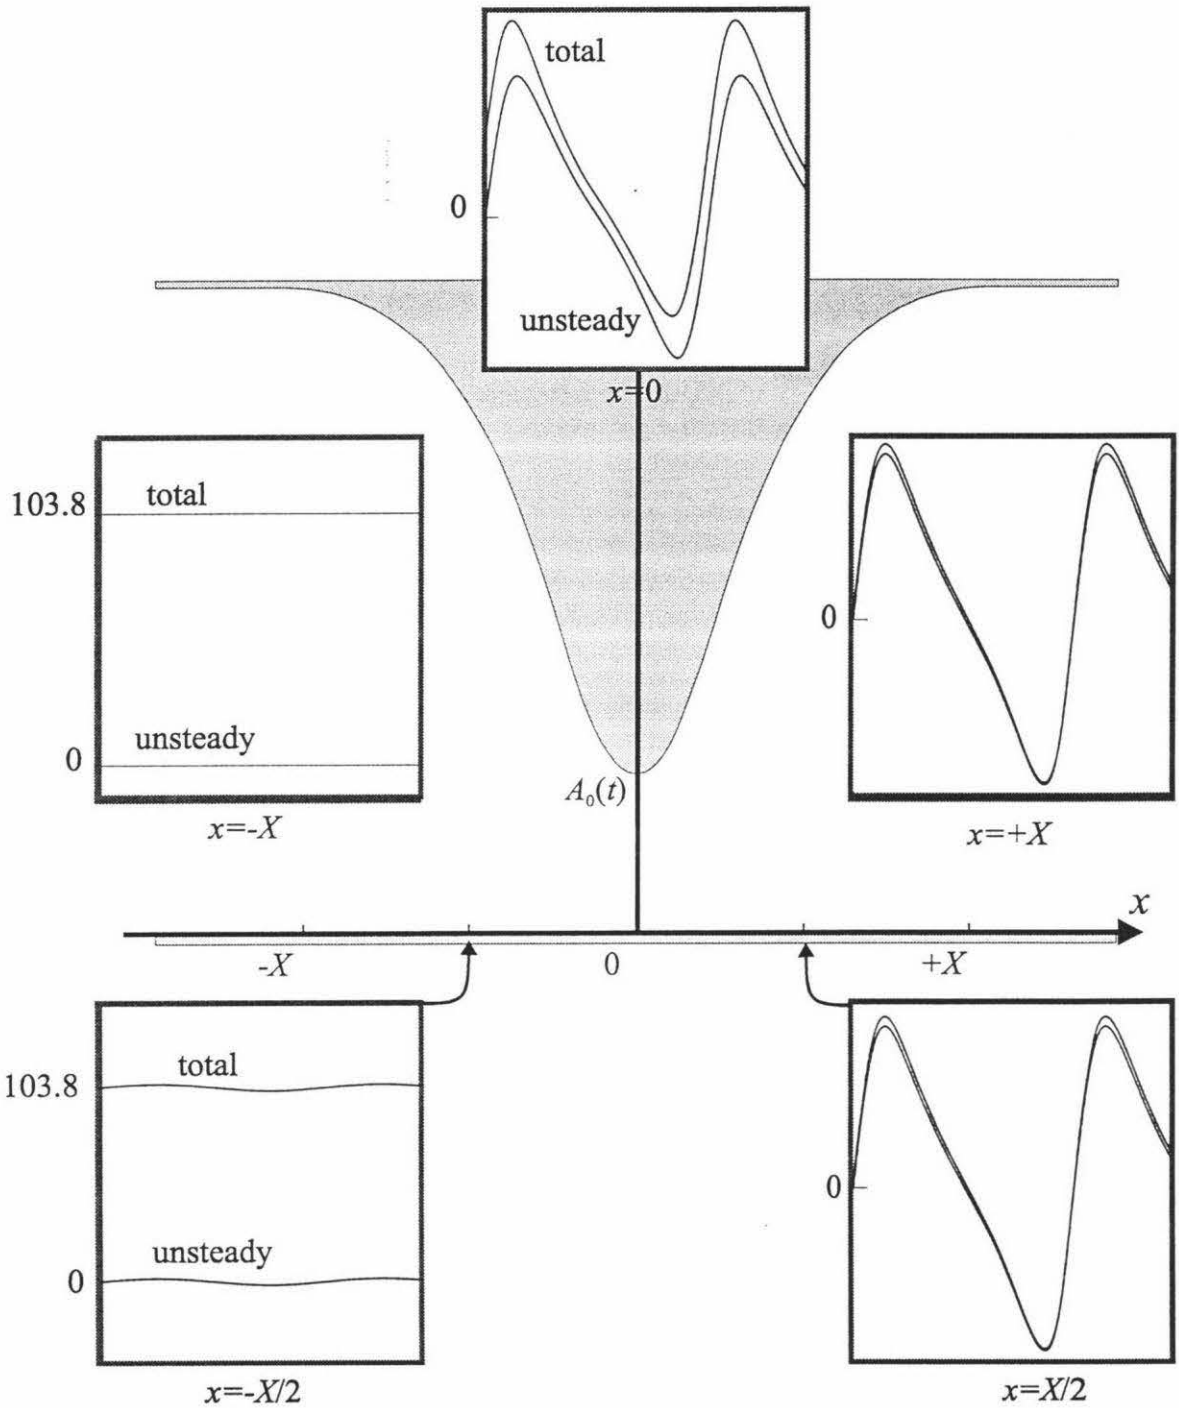 total
0
unsteady
x=0
103.8
total
unsteady
0
x=-X
0
x=+X
A₀(t)
x
-X
0
+X
103.8
total
unsteady
0
x=-X/2
0
x=X/2